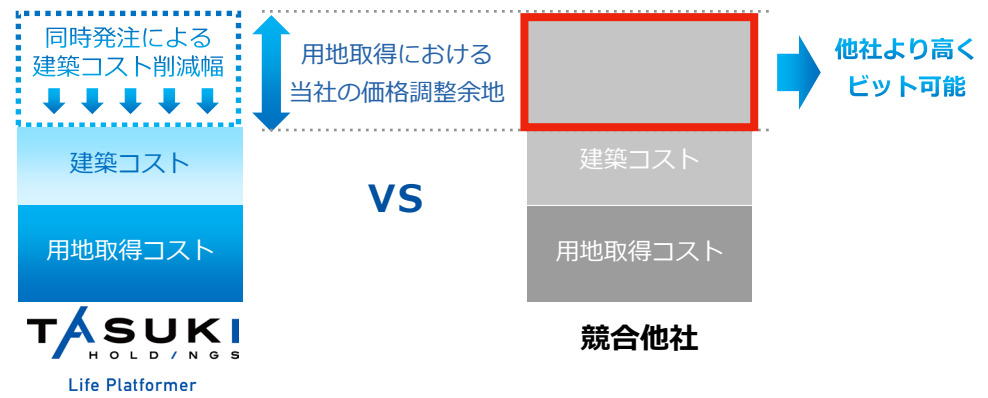 同時発注による
建築コスト削減幅
用地取得における
当社の価格調整余地
他社より高く
ビット可能
建築コスト
建築コスト
VS
用地取得コスト
用地取得コスト
TASUKI
HOLDINGS
Life Platformer
競合他社